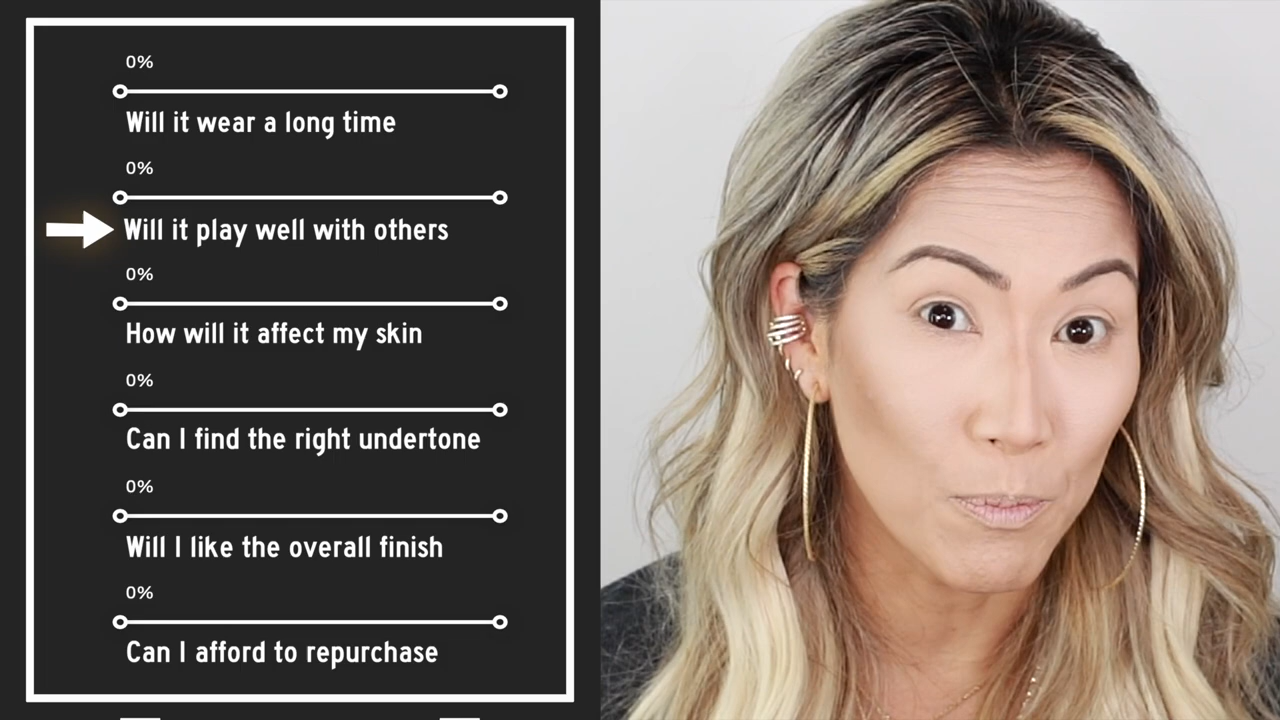 0%
Will it wear a long time
0%
Will it play well with others
0%
How will it affect my skin
0%
Can I find the right undertone
0%
Will I like the overall finish
0%
Can I afford to repurchase